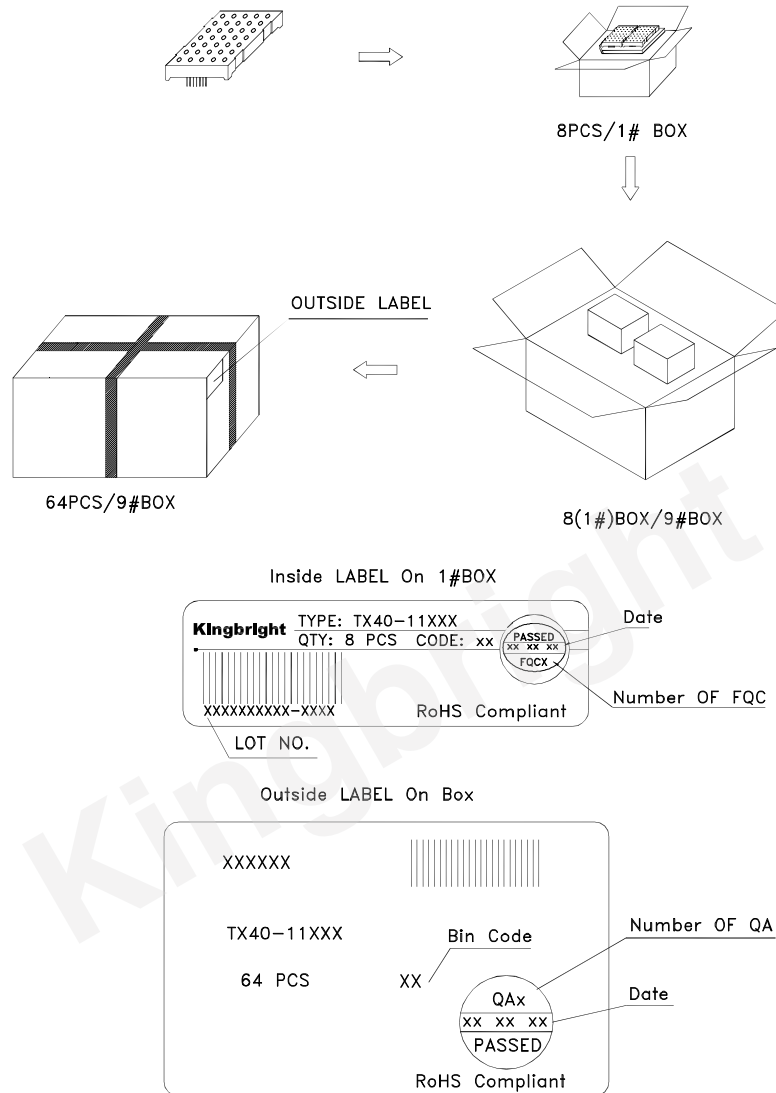 8PCS/1# BOX
OUTSIDE LABEL
64PCS/9#BOX
8(1#)BOX/9#BOX
Inside LABEL On 1#BOX
Kingbright
TYPE: TX40-11XXX
QTY: 8 PCS CODE: xx
PASSED
xx xx xx
FQCX
Date
Number OF FQC
XXXXXXXXXX-XXXX
RoHS Compliant
LOT NO.
Outside LABEL On Box
XXXXXX
TX40-11XXX
Bin Code
Number OF QA
64 PCS
XX
QAx
XX XX XX
Date
PASSED
RoHS Compliant
Kingbright